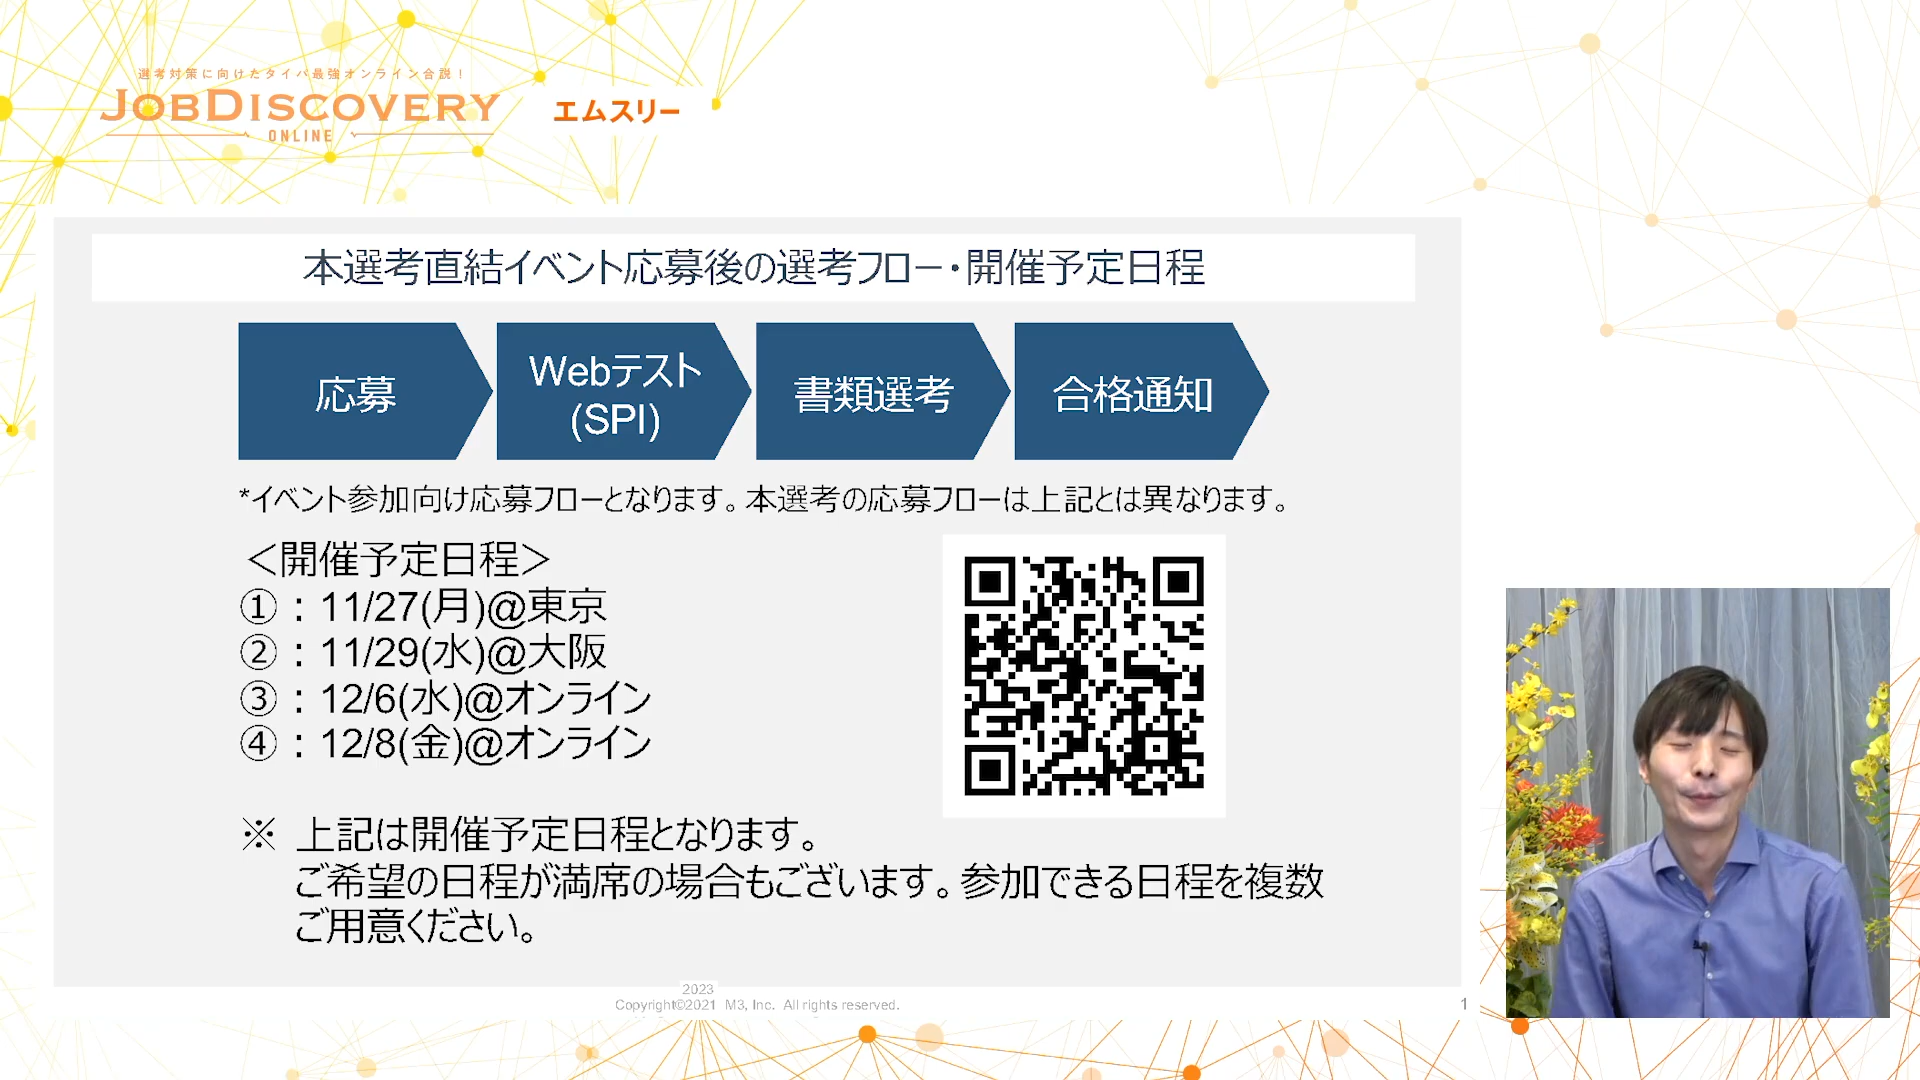 選考対策に向けたタイパ最強オンライン合説！
JOBDISCOVERY
ONLINE
エムスリー
本選考直結イベント応募後の選考フロー・開催予定日程
応募
Webテスト
(SPI)
書類選考
合格通知
*イベント参加向け応募フローとなります。本選考の応募フローは上記とは異なります。
＜開催予定日程＞
①：11/27(月)@東京
②：11/29(水)@大阪
③：12/6(水)@オンライン
④：12/8(金)@オンライン
※ 上記は開催予定日程となります。
ご希望の日程が満席の場合もございます。参加できる日程を複数
ご用意ください。
2023
Copyright©2021 M3, Inc. All rights reserved.
1